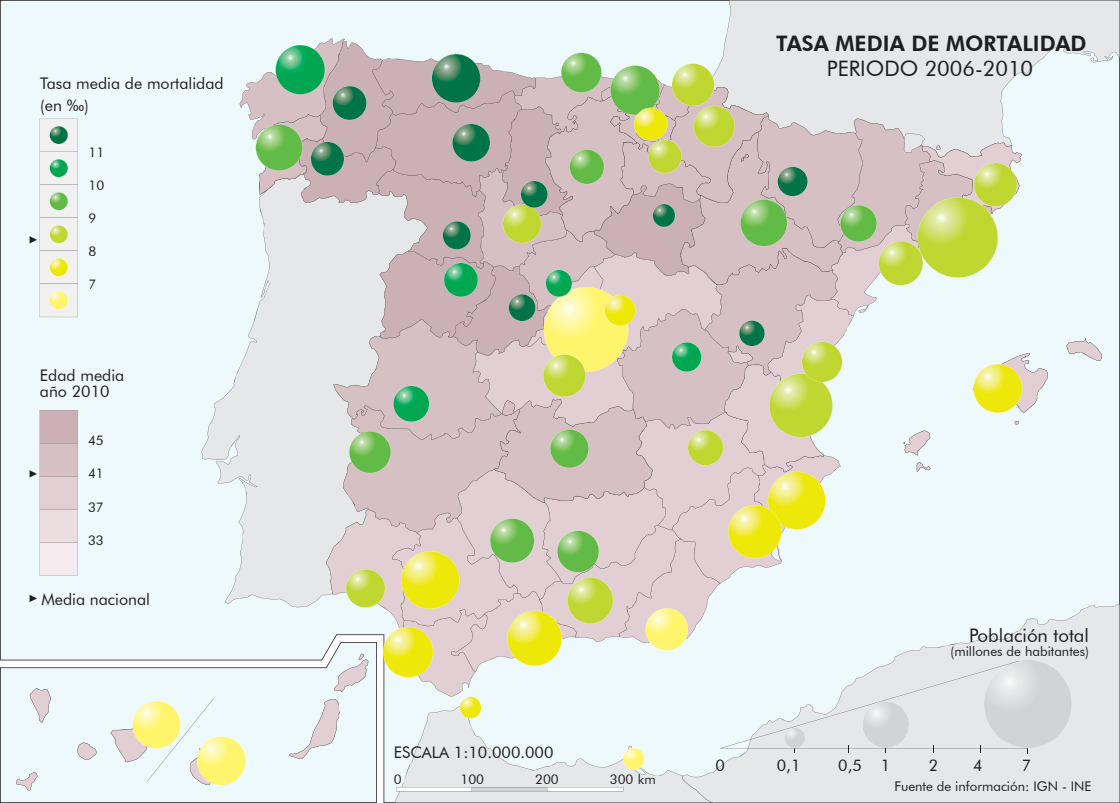 TASA MEDIA DE MORTALIDAD
PERIODO 2006-2010
Tasa media de mortalidad
(en ‰)
11
10
9
8
7
Edad media
año 2010
45
41
37
33
Media nacional
ESCALA 1:10.000.000
0 100 200 300 km
Población total
(millones de habitantes)
0 0,1 0,5 1 2 4 7
Fuente de información: IGN - INE